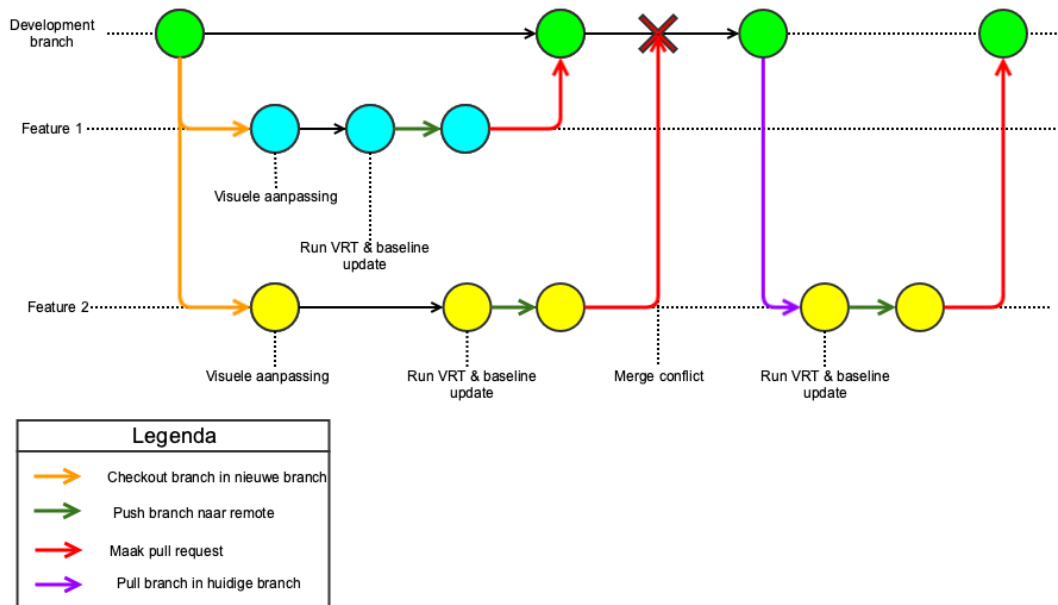 Development
branch
Feature 1
Visuele aanpassing
Run VRT & baseline
update
Feature 2
Visuele aanpassing
Run VRT & baseline
update
Merge conflict
Run VRT & baseline
update
Legenda
Checkout branch in nieuwe branch
Push branch naar remote
Maak pull request
Pull branch in huidige branch